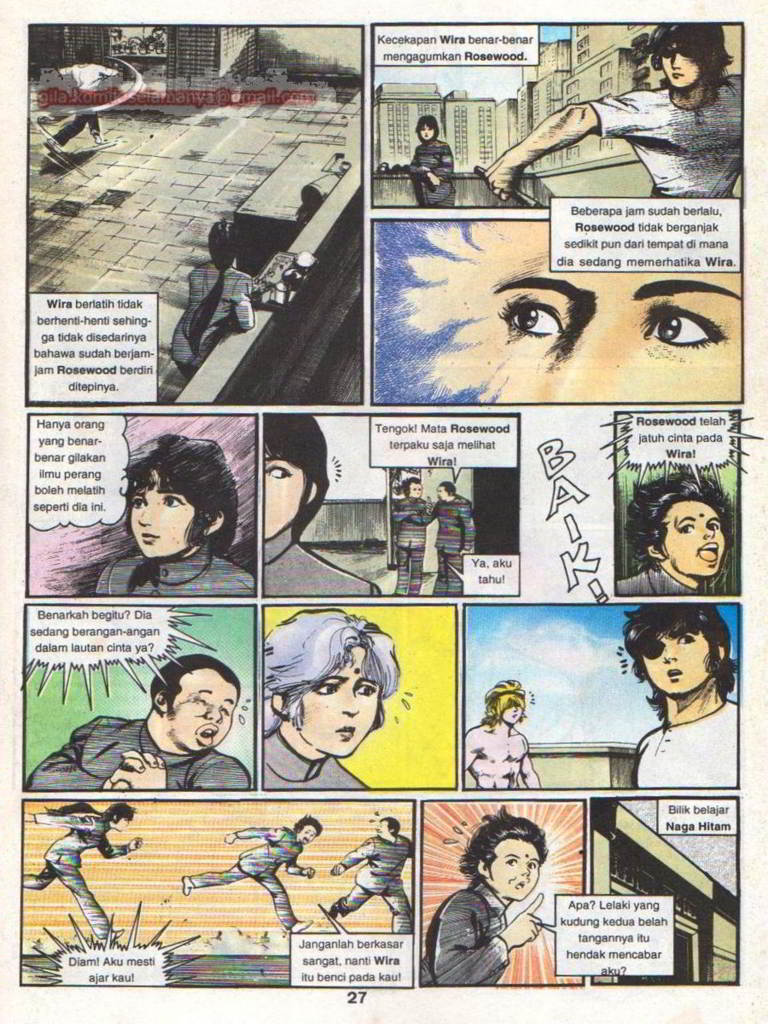 gila.komik
Wira berlatih tidak
berhenti-henti sehing-
ga tidak disedarinya
bahawa sudah berjam-
jam Rosewood berdiri
ditepinya.
Kecekapan Wira benar-benar
mengagumkan Rosewood.
Beberapa jam sudah berlalu,
Rosewood tidak berganjak
sedikit pun dari tempat di mana
dia sedang memerhatika Wira.
Hanya orang
yang benar-
benar gilakan
ilmu perang
boleh melatih
seperti dia ini.
Tengok! Mata Rosewood
terpaku saja melihat
Wira!
Ya, aku
tahu!
BAIK!
Rosewood telah
jatuh cinta pada
Wira!
Benarkah begitu? Dia
sedang berangan-angan
dalam lautan cinta ya?
Diam! Aku mesti
ajar kau!
Janganlah berkasar
sangat, nanti Wira
itu benci pada kau!
Bilik belajar
Naga Hitam
Apa? Lelaki yang
kudung kedua belah
tangannya itu
hendak mencabar
aku?
27